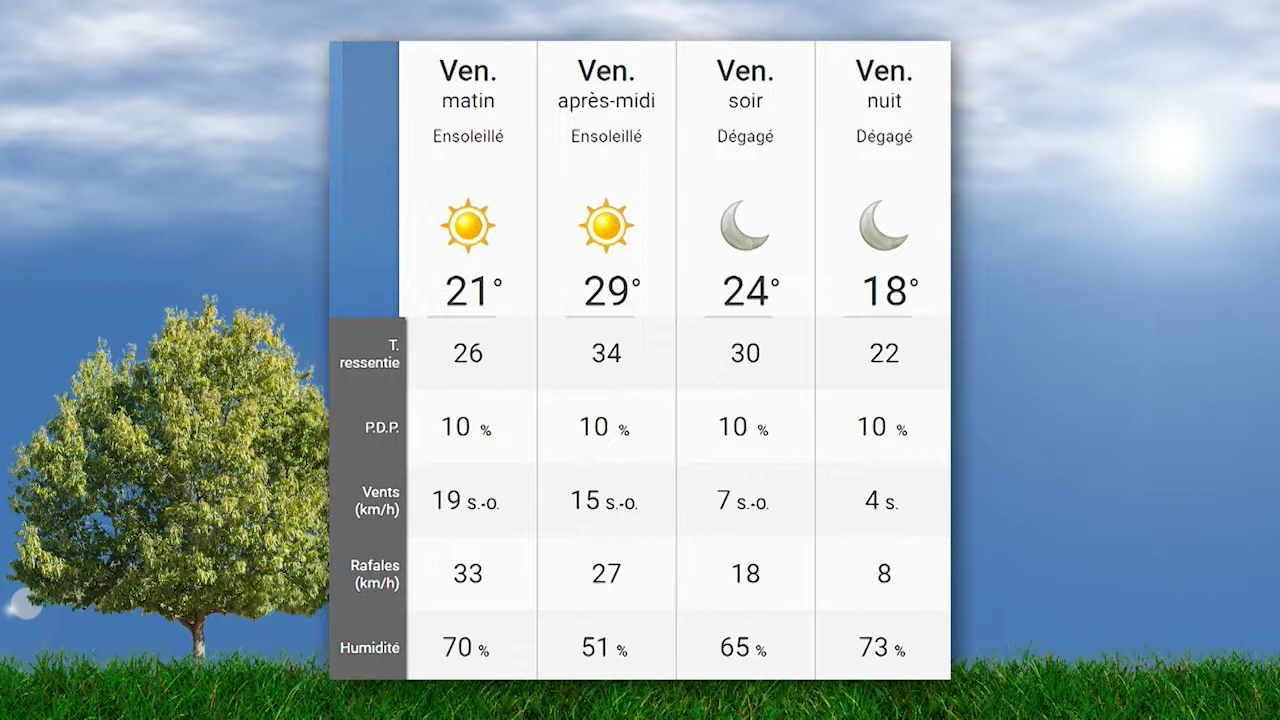 Ven. Ven. Ven. Ven.
matin après-midi soir nuit
Ensoleillé Ensoleillé Dégagé Dégagé
21° 29° 24° 18°
T.
ressentie 26 34 30 22
P.D.P. 10 % 10 % 10 % 10 %
Vents
(km/h) 19 S.-O. 15 S.-O. 7 S.-O. 4 S.
Rafales
(km/h) 33 27 18 8
Humidité 70 % 51 % 65 % 73 %